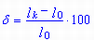 δ = (l_k − l_0) / l_0 · 100